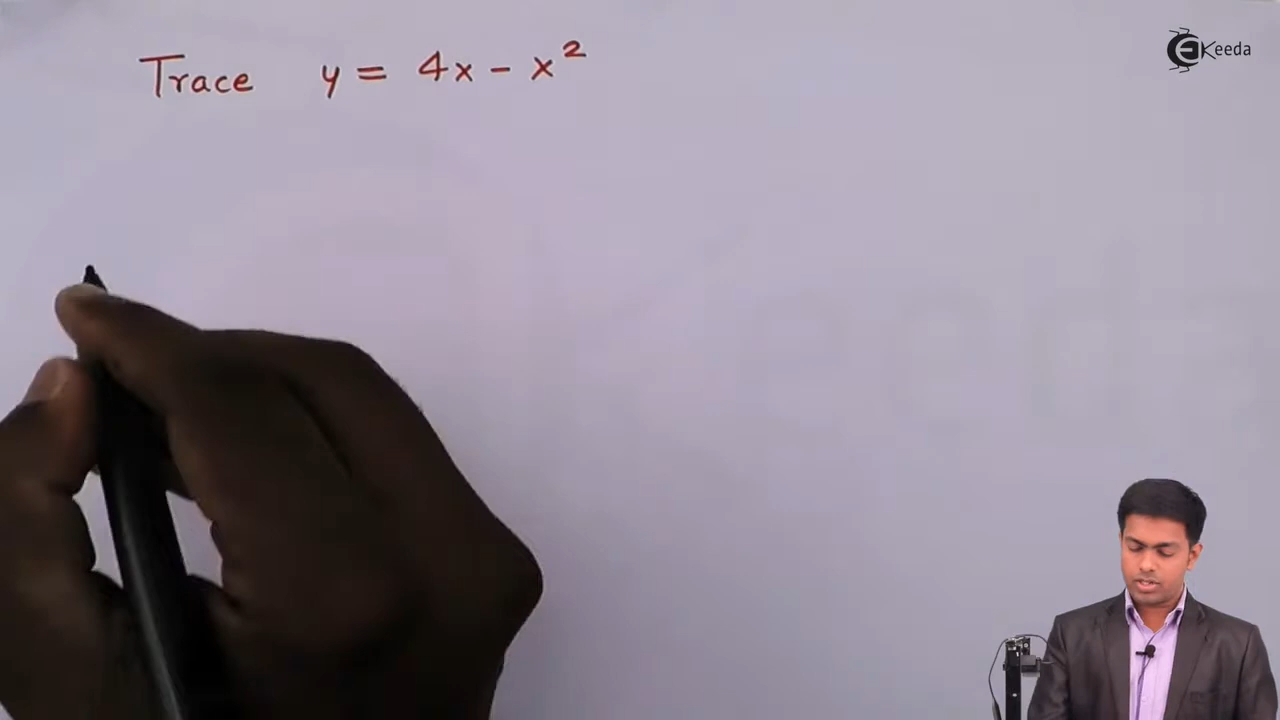 Trace y = 4x - x²
EKeeda